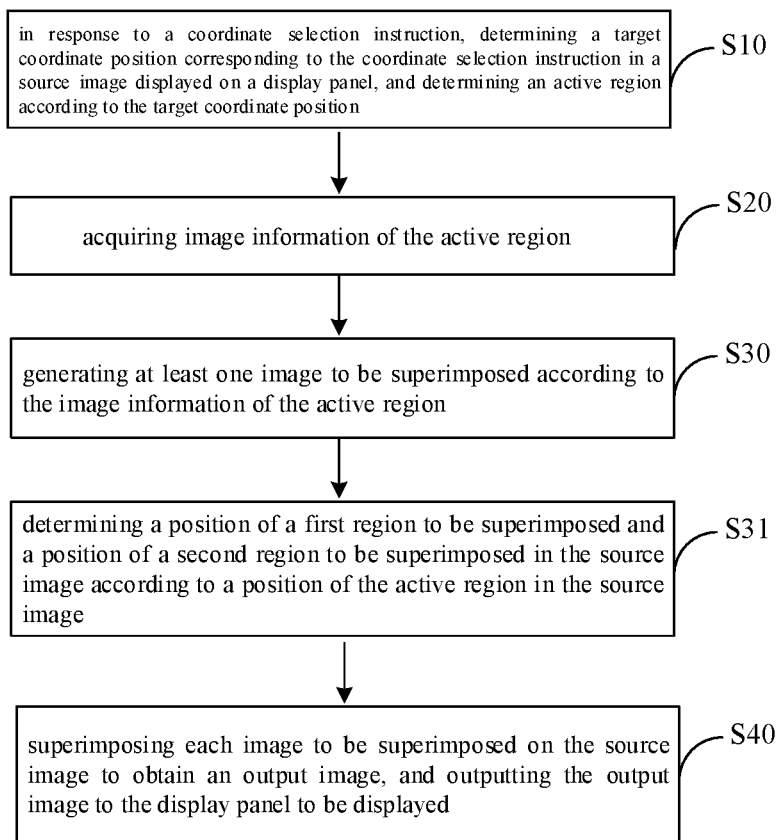 in response to a coordinate selection instruction, determining a target
coordinate position corresponding to the coordinate selection instruction in a
source image displayed on a display panel, and determining an active region
according to the target coordinate position
S10
acquiring image information of the active region
S20
generating at least one image to be superimposed according to
the image information of the active region
S30
determining a position of a first region to be superimposed and
a position of a second region to be superimposed in the source
image according to a position of the active region in the source
image
S31
superimposing each image to be superimposed on the source
image to obtain an output image, and outputting the output
image to the display panel to be displayed
S40